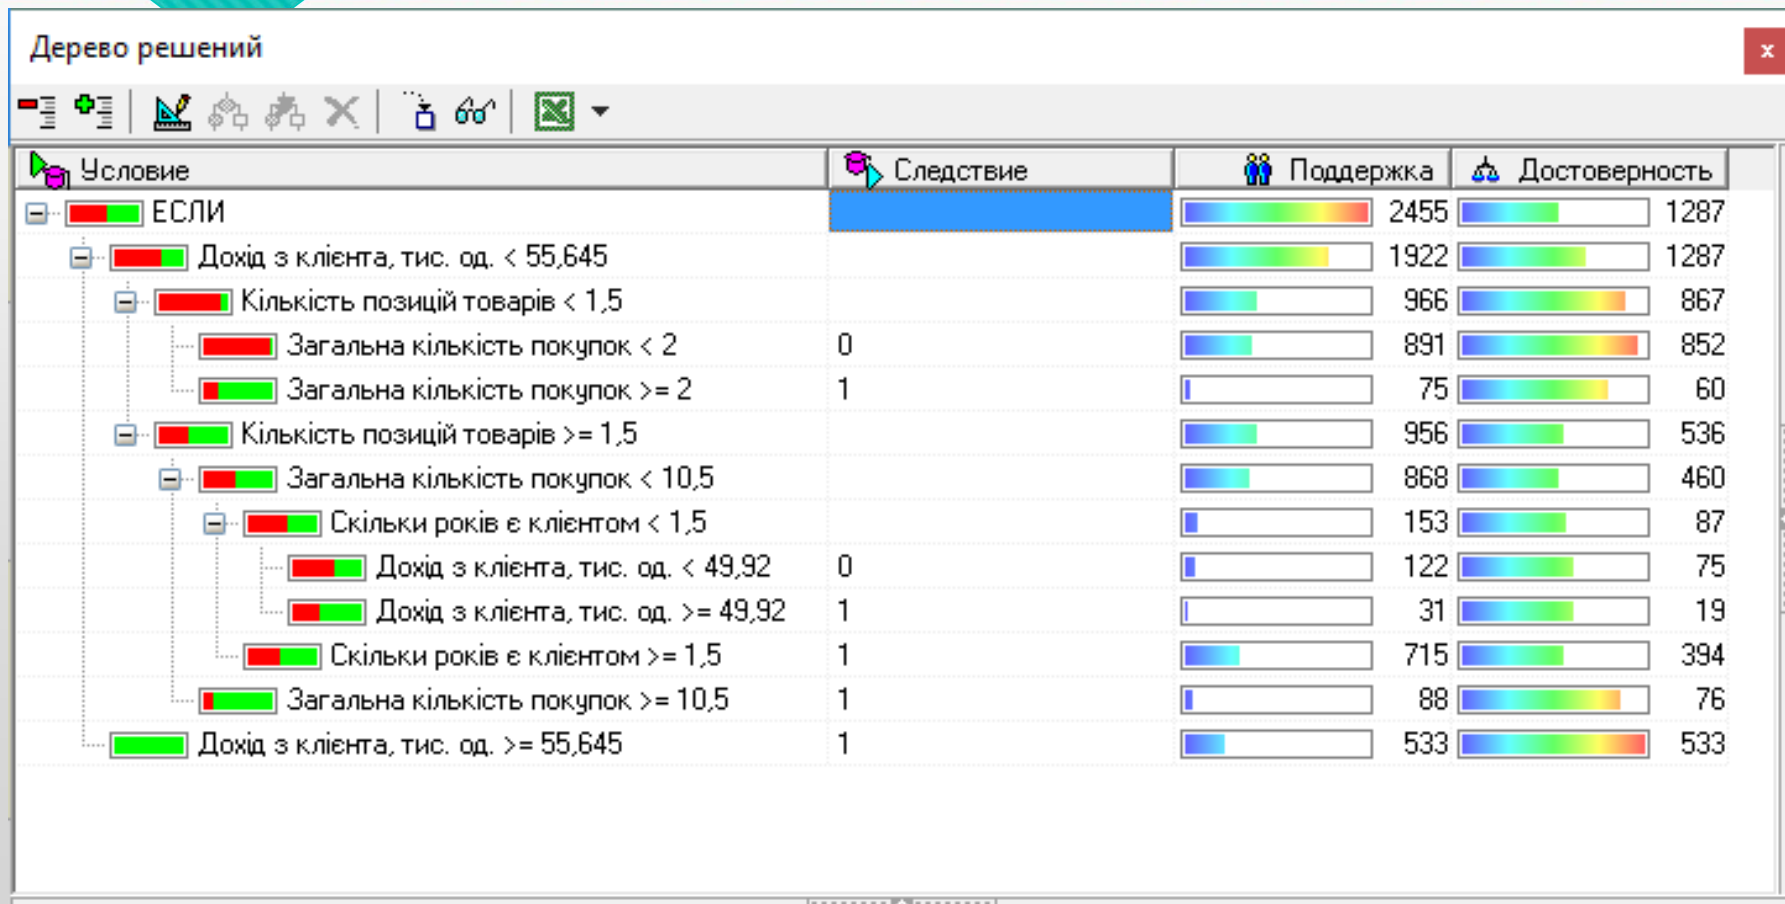 Дерево решений
x
Условие Следствие Поддержка Достоверность
ЕСЛИ 2455 1287
Дохід з клієнта, тис. од. < 55,645 1922 1287
Кількість позицій товарів < 1,5 966 867
Загальна кількість покупок < 2 0 891 852
Загальна кількість покупок >= 2 1 75 60
Кількість позицій товарів >= 1,5 956 536
Загальна кількість покупок < 10,5 868 460
Скільки років є клієнтом < 1,5 153 87
Дохід з клієнта, тис. од. < 49,92 0 122 75
Дохід з клієнта, тис. од. >= 49,92 1 31 19
Скільки років є клієнтом >= 1,5 1 715 394
Загальна кількість покупок >= 10,5 1 88 76
Дохід з клієнта, тис. од. >= 55,645 1 533 533